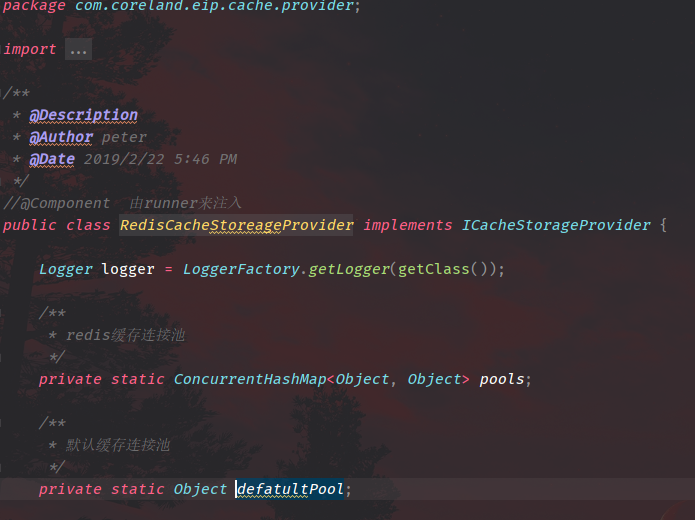 package com.coreland.eip.cache.provider;
import ...
/**
 * @Description
 * @Author peter
 * @Date 2019/2/22 5:46 PM
 */
//@Component  由runner来注入
public class RedisCacheStoreageProvider implements ICacheStorageProvider {
    Logger logger = LoggerFactory.getLogger(getClass());
    /**
     * redis缓存连接池
     */
    private static ConcurrentHashMap<Object, Object> pools;
    /**
     * 默认缓存连接池
     */
    private static Object defatultPool;